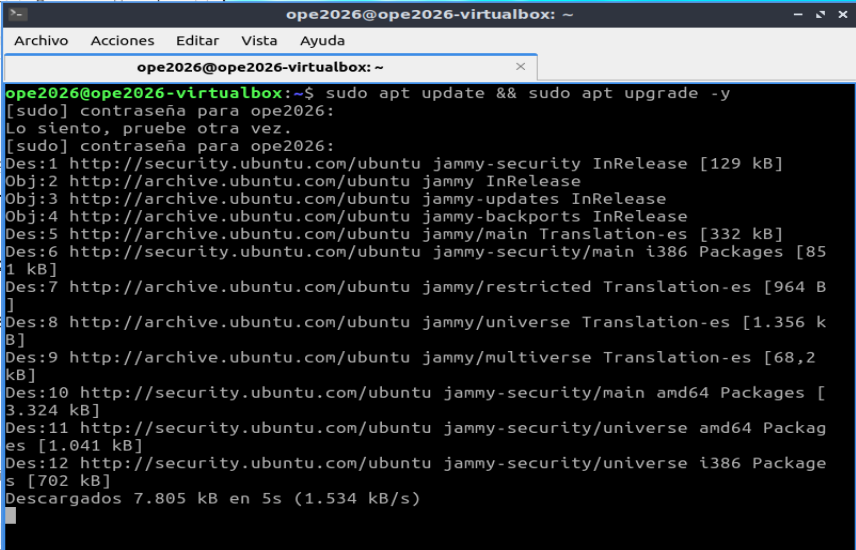 ope2026@ope2026-virtualbox: ~
Archivo Acciones Editar Vista Ayuda
ope2026@ope2026-virtualbox: ~
ope2026@ope2026-virtualbox:~$ sudo apt update && sudo apt upgrade -y
[sudo] contraseña para ope2026:
Lo siento, pruebe otra vez.
[sudo] contraseña para ope2026:
Des:1 http://security.ubuntu.com/ubuntu jammy-security InRelease [129 kB]
Obj:2 http://archive.ubuntu.com/ubuntu jammy InRelease
Obj:3 http://archive.ubuntu.com/ubuntu jammy-updates InRelease
Obj:4 http://archive.ubuntu.com/ubuntu jammy-backports InRelease
Des:5 http://archive.ubuntu.com/ubuntu jammy/main Translation-es [332 kB]
Des:6 http://security.ubuntu.com/ubuntu jammy-security/main i386 Packages [85
1 kB]
Des:7 http://archive.ubuntu.com/ubuntu jammy/restricted Translation-es [964 B
]
Des:8 http://archive.ubuntu.com/ubuntu jammy/universe Translation-es [1.356 k
B]
Des:9 http://archive.ubuntu.com/ubuntu jammy/multiverse Translation-es [68,2
kB]
Des:10 http://security.ubuntu.com/ubuntu jammy-security/main amd64 Packages [
3.324 kB]
Des:11 http://security.ubuntu.com/ubuntu jammy-security/universe amd64 Packag
es [1.041 kB]
Des:12 http://security.ubuntu.com/ubuntu jammy-security/universe i386 Package
s [702 kB]
Descargados 7.805 kB en 5s (1.534 kB/s)